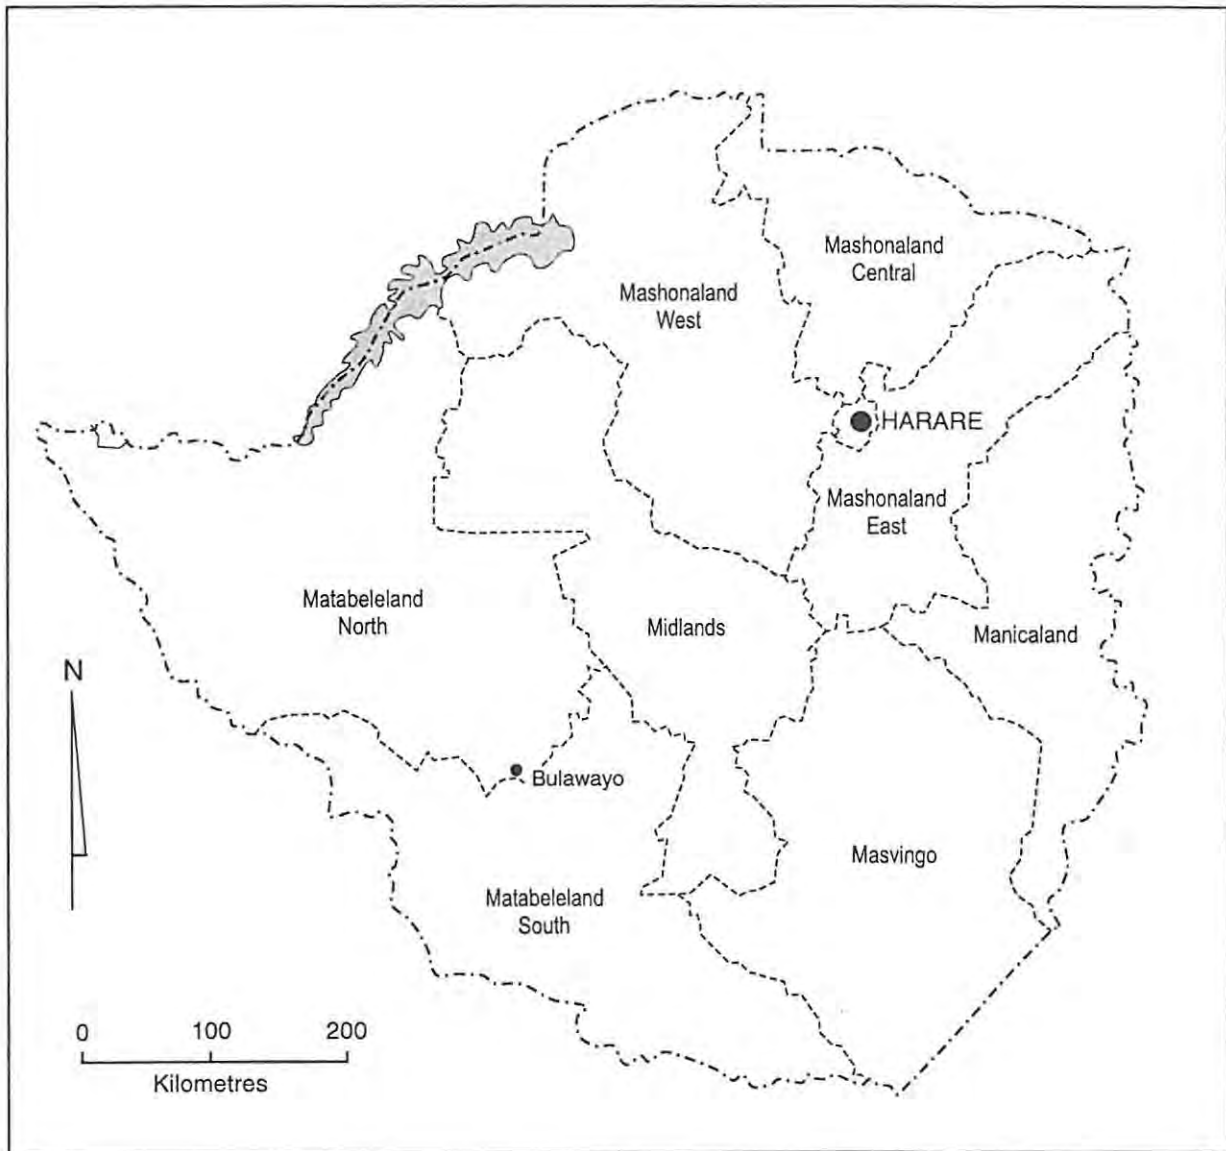 Mashonaland
Central
Mashonaland
West
HARARE
Mashonaland
East
Matabeleland
North
Midlands
Manicaland
N
Bulawayo
Masvingo
Matabeleland
South
0 100 200
Kilometres